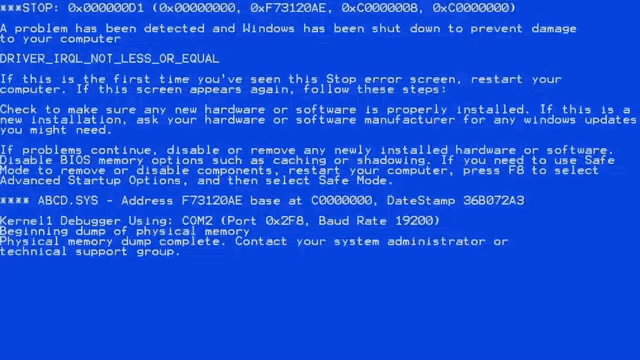 ***STOP: 0x000000D1 (0x00000000, 0xF73120AE, 0xC0000008, 0xC0000000)
A problem has been detected and Windows has been shut down to prevent damage
to your computer
DRIVER_IRQL_NOT_LESS_OR_EQUAL
If this is the first time you've seen this Stop error screen, restart your
computer. If this screen appears again, follow these steps:
Check to make sure any new hardware or software is properly installed. If this is a
new installation, ask your hardware or software manufacturer for any windows updates
you might need.
If problems continue, disable or remove any newly installed hardware or software.
Disable BIOS memory options such as caching or shadowing. If you need to use Safe
Mode to remove or disable components, restart your computer, press F8 to select
Advanced Startup Options, and then select Safe Mode.
**** ABCD.SYS - Address F73120AE base at C0000000, DateStamp 36B072A3
Kernel1 Debugger Using: COM2 (Port 0x2F8, Baud Rate 19200)
Beginning dump of physical memory
Physical memory dump complete. Contact your system administrator or
technical support group.